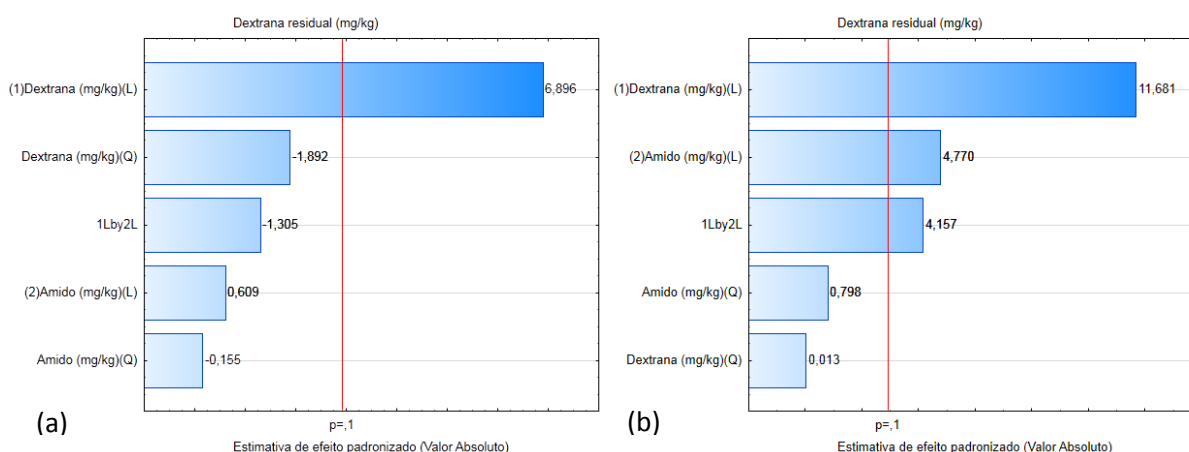 Dextrana residual (mg/kg)
(1)Dextrana (mg/kg)(L)
6,896
Dextrana (mg/kg)(Q)
-1,892
1Lby2L
-1,305
(2)Amido (mg/kg)(L)
0,609
Amido (mg/kg)(Q)
-0,155
p=,1
(a)
Estimativa de efeito padronizado (Valor Absoluto)
Dextrana residual (mg/kg)
(1)Dextrana (mg/kg)(L)
11,681
(2)Amido (mg/kg)(L)
4,770
1Lby2L
4,157
Amido (mg/kg)(Q)
0,798
Dextrana (mg/kg)(Q)
0,013
p=,1
(b)
Estimativa de efeito padronizado (Valor Absoluto)